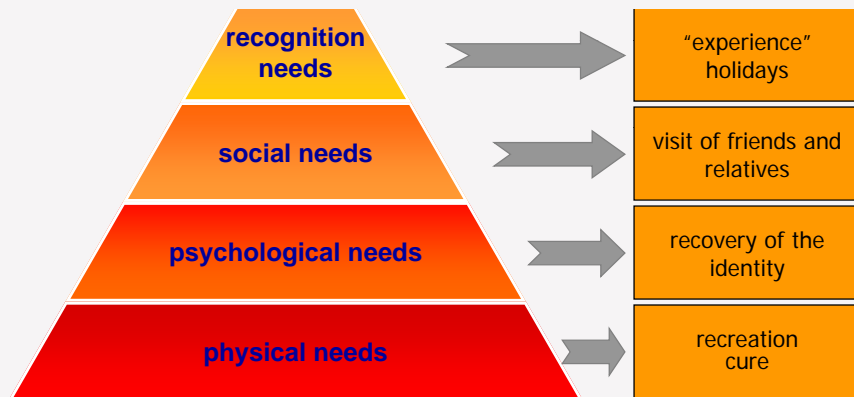 recognition
needs
“experience”
holidays
social needs
visit of friends and
relatives
psychological needs
recovery of the
identity
physical needs
recreation
cure